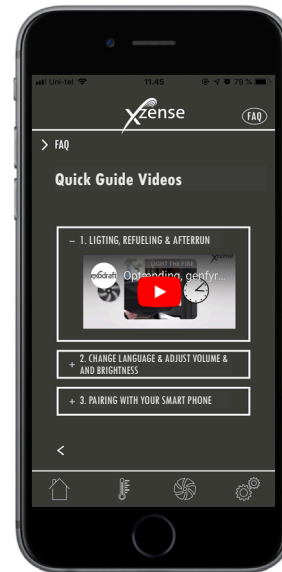 Uni-tel 11.45 79 %
xzense
FAQ
> FAQ
Quick Guide Videos
– 1. LIGTING, REFUELING & AFTERRUN
LIGHT THE FIRE
xzense
exodraft
Optænding, genfyr...
+ 2. CHANGE LANGUAGE & ADJUST VOLUME &
AND BRIGHTNESS
+ 3. PAIRING WITH YOUR SMART PHONE
<